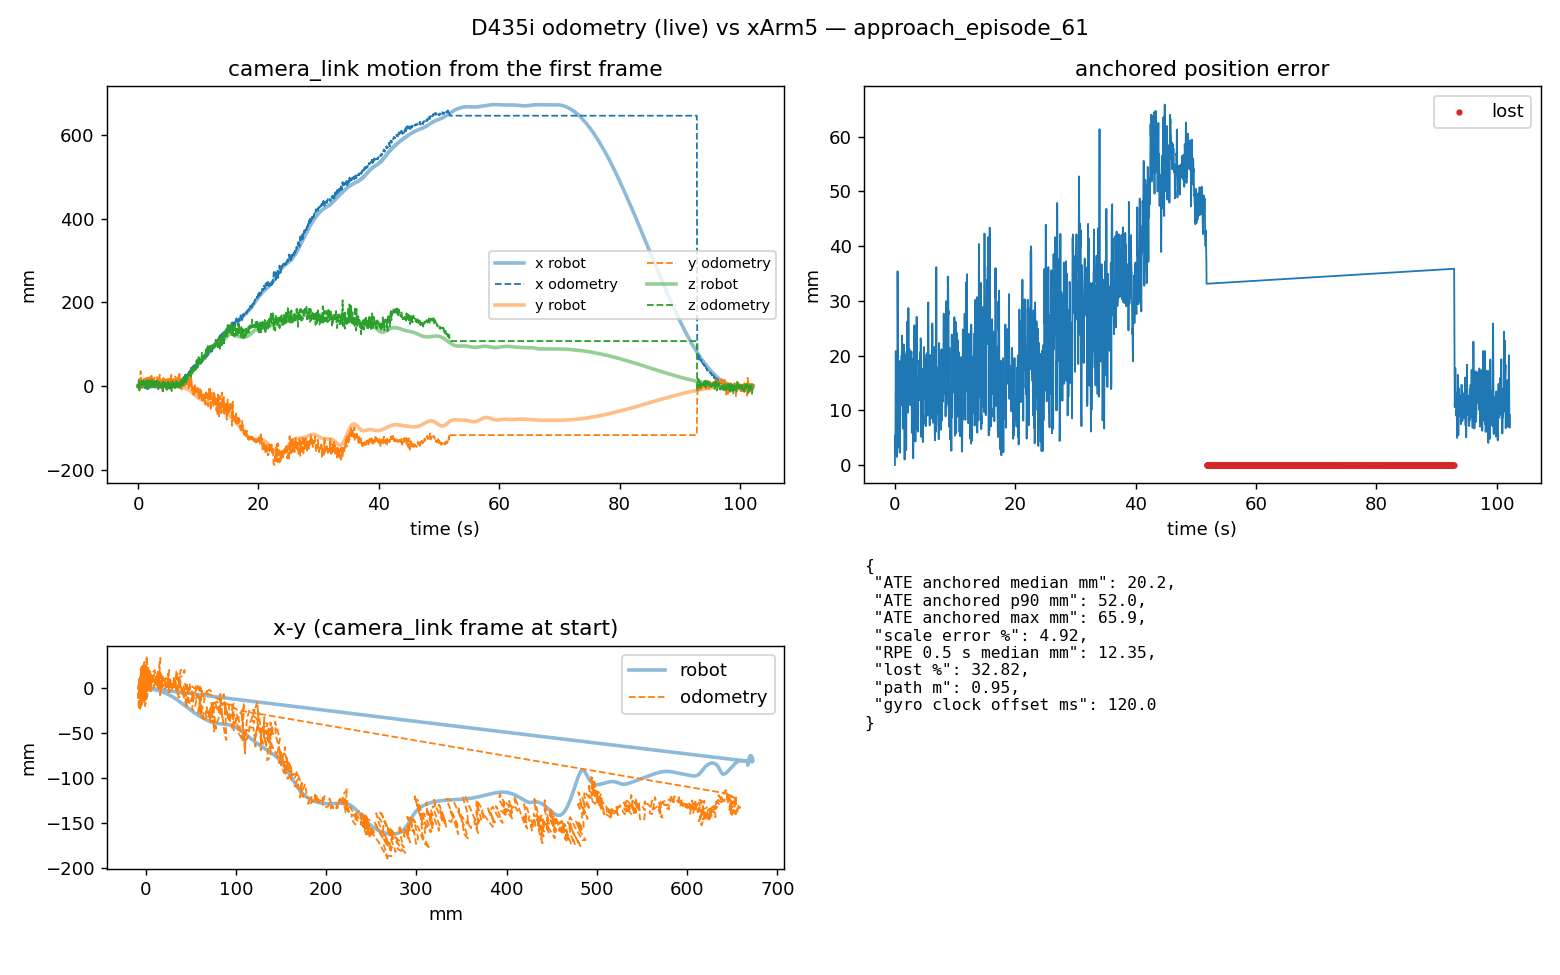 D435i odometry (live) vs xArm5 — approach_episode_61
camera_link motion from the first frame
mm
600
400
200
0
−200
x robot
x odometry
y robot
y odometry
z robot
z odometry
0 20 40 60 80 100
time (s)
anchored position error
mm
60
50
40
30
20
10
0
lost
0 20 40 60 80 100
time (s)
x-y (camera_link frame at start)
mm
0
−50
−100
−150
−200
robot
odometry
0 100 200 300 400 500 600 700
mm
{
"ATE anchored median mm": 20.2,
"ATE anchored p90 mm": 52.0,
"ATE anchored max mm": 65.9,
"scale error %": 4.92,
"RPE 0.5 s median mm": 12.35,
"lost %": 32.82,
"path m": 0.95,
"gyro clock offset ms": 120.0
}